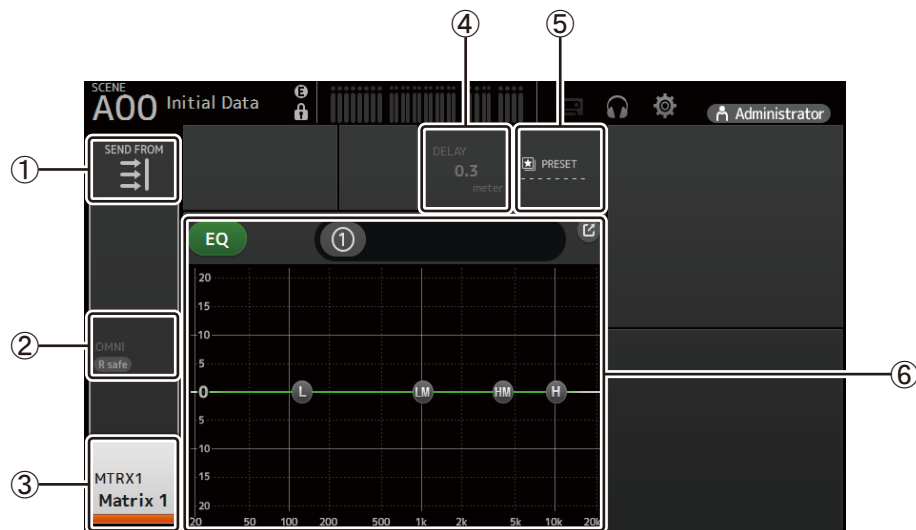 ④ ⑤
SCENE
A00 Initial Data
E
Administrator
①
SEND FROM
DELAY
0.3
meter
PRESET
EQ
①
20
15
10
5
0
5
10
15
20
L LM HM H
20 50 100 200 500 1k 2k 5k 10k 20k
②
OMNI
R safe
⑥
③
MTRX1
Matrix 1